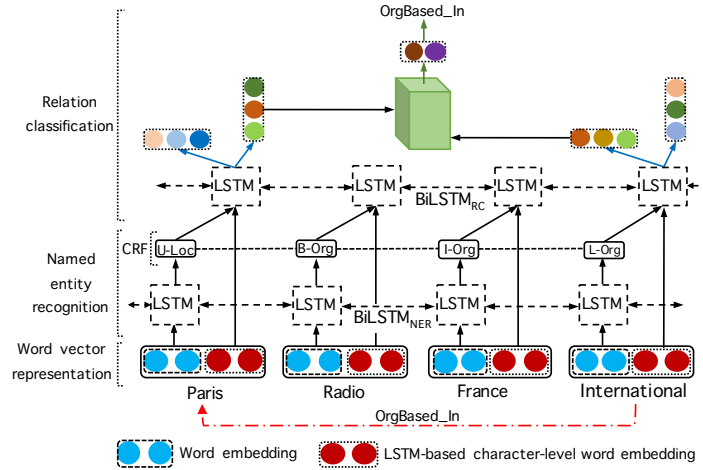 OrgBased_In
Relation
classification
LSTM LSTM LSTM LSTM
BiLSTM_RC
CRF
U-Loc B-Org I-Org L-Org
Named
entity
recognition
LSTM LSTM LSTM LSTM
BiLSTM_NER
Word vector
representation
Paris Radio France International
OrgBased_In
Word embedding LSTM-based character-level word embedding